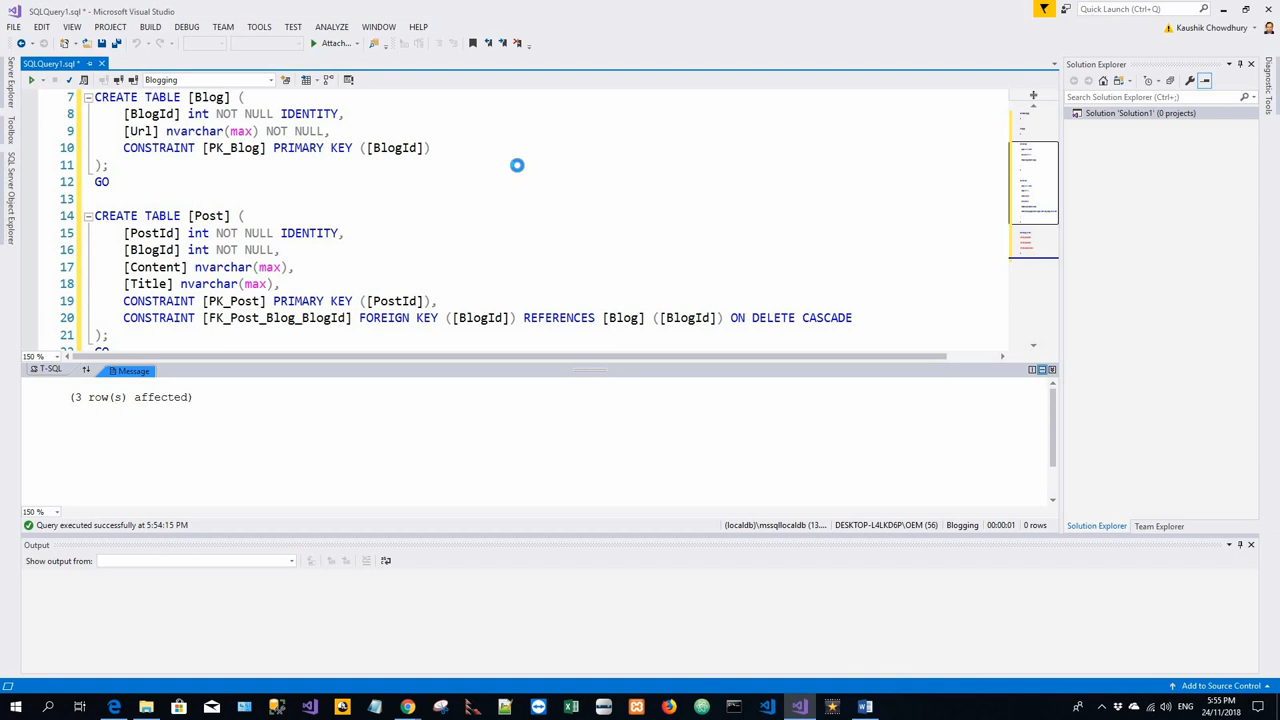 SQLQuery1.sql * - Microsoft Visual Studio
Quick Launch (Ctrl+Q)
FILE EDIT VIEW PROJECT BUILD DEBUG TEAM TOOLS TEST ANALYZE WINDOW HELP
Kaushik Chowdhury
Attach...
SQLQuery1.sql *
Solution Explorer
Blogging
Search Solution Explorer (Ctrl+;)
Solution 'Solution1' (0 projects)
Server Explorer
Toolbox
SQL Server Object Explorer
Diagnostic Tools
7 CREATE TABLE [Blog] (
8 [BlogId] int NOT NULL IDENTITY,
9 [Url] nvarchar(max) NOT NULL,
10 CONSTRAINT [PK_Blog] PRIMARY KEY ([BlogId])
11 );
12 GO
13
14 CREATE TABLE [Post] (
15 [PostId] int NOT NULL IDENTITY,
16 [BlogId] int NOT NULL,
17 [Content] nvarchar(max),
18 [Title] nvarchar(max),
19 CONSTRAINT [PK_Post] PRIMARY KEY ([PostId]),
20 CONSTRAINT [FK_Post_Blog_BlogId] FOREIGN KEY ([BlogId]) REFERENCES [Blog] ([BlogId]) ON DELETE CASCADE
21 );
150 %
T-SQL Message
(3 row(s) affected)
150 %
Query executed successfully at 5:54:15 PM
(localdb)\mssqllocaldb (13.... DESKTOP-L4LKD6P\OEM (56) Blogging 00:00:01 0 rows
Solution Explorer Team Explorer
Output
Show output from:
Add to Source Control
ENG
5:55 PM
24/11/2018